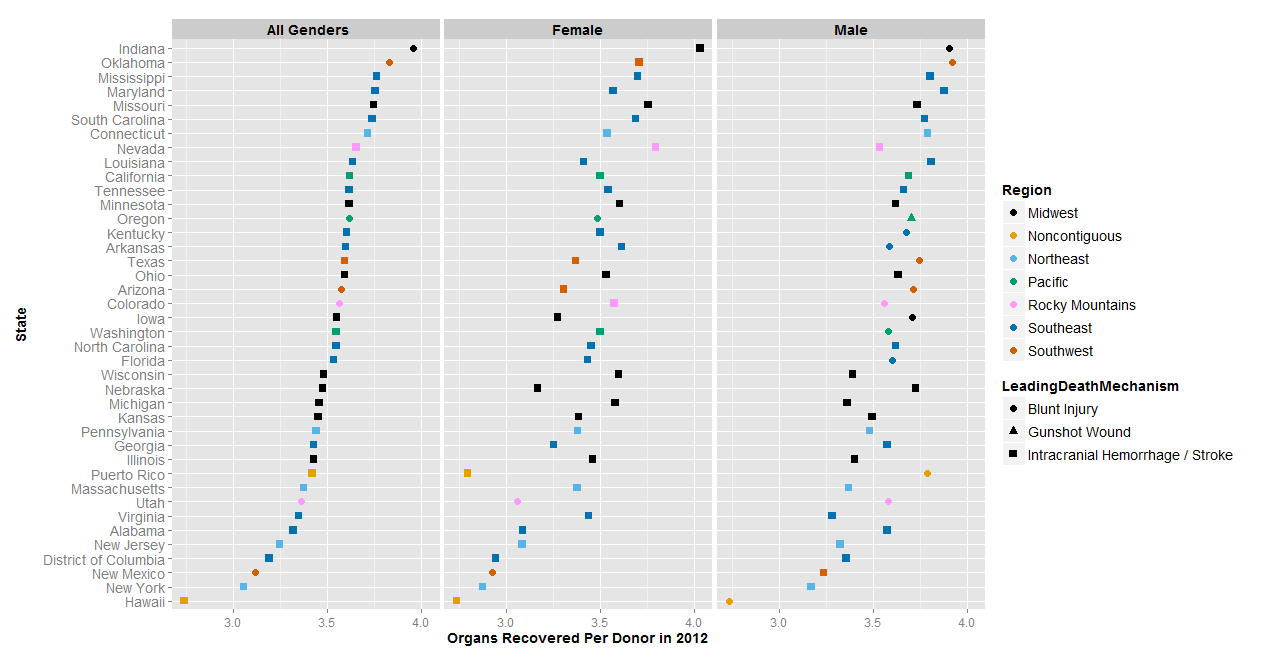 All Genders Female Male
Indiana
Oklahoma
Mississippi
Maryland
Missouri
South Carolina
Connecticut
Nevada
Louisiana
California
Tennessee
Minnesota
Oregon
Kentucky
Arkansas
Texas
Ohio
Arizona
Colorado
Iowa
Washington
North Carolina
Florida
Wisconsin
Nebraska
Michigan
Kansas
Pennsylvania
Georgia
Illinois
Puerto Rico
Massachusetts
Utah
Virginia
Alabama
New Jersey
District of Columbia
New Mexico
New York
Hawaii
State
3.0 3.5 4.0 3.0 3.5 4.0 3.0 3.5 4.0
Organs Recovered Per Donor in 2012
Region
Midwest
Noncontiguous
Northeast
Pacific
Rocky Mountains
Southeast
Southwest
LeadingDeathMechanism
Blunt Injury
Gunshot Wound
Intracranial Hemorrhage / Stroke